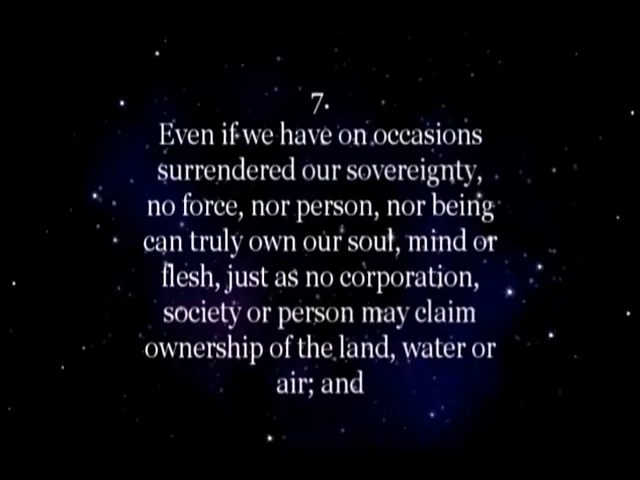 7.
Even if we have on occasions
surrendered our sovereignty,
no force, nor person, nor being
can truly own our soul, mind or
flesh, just as no corporation,
society or person may claim
ownership of the land, water or
air; and